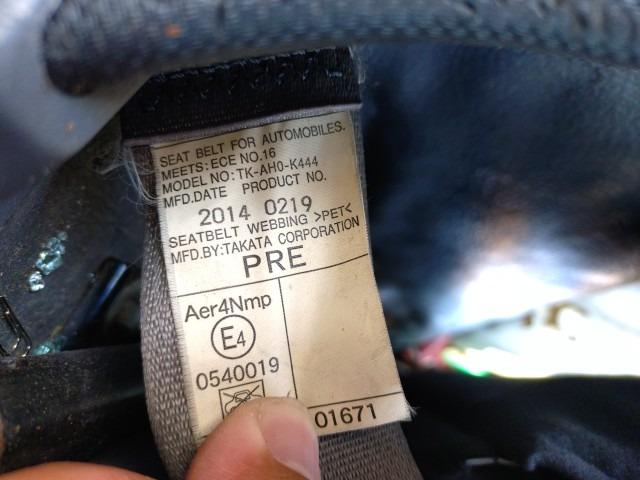 SEAT BELT FOR AUTOMOBILES.
MEETS:ECE NO.16
MODEL NO:TK-AH0-K444
MFD.DATE PRODUCT NO.
2014 0219
SEATBELT WEBBING >PET<
MFD.BY:TAKATA CORPORATION
PRE
Aer4Nmp
E4
0540019
01671